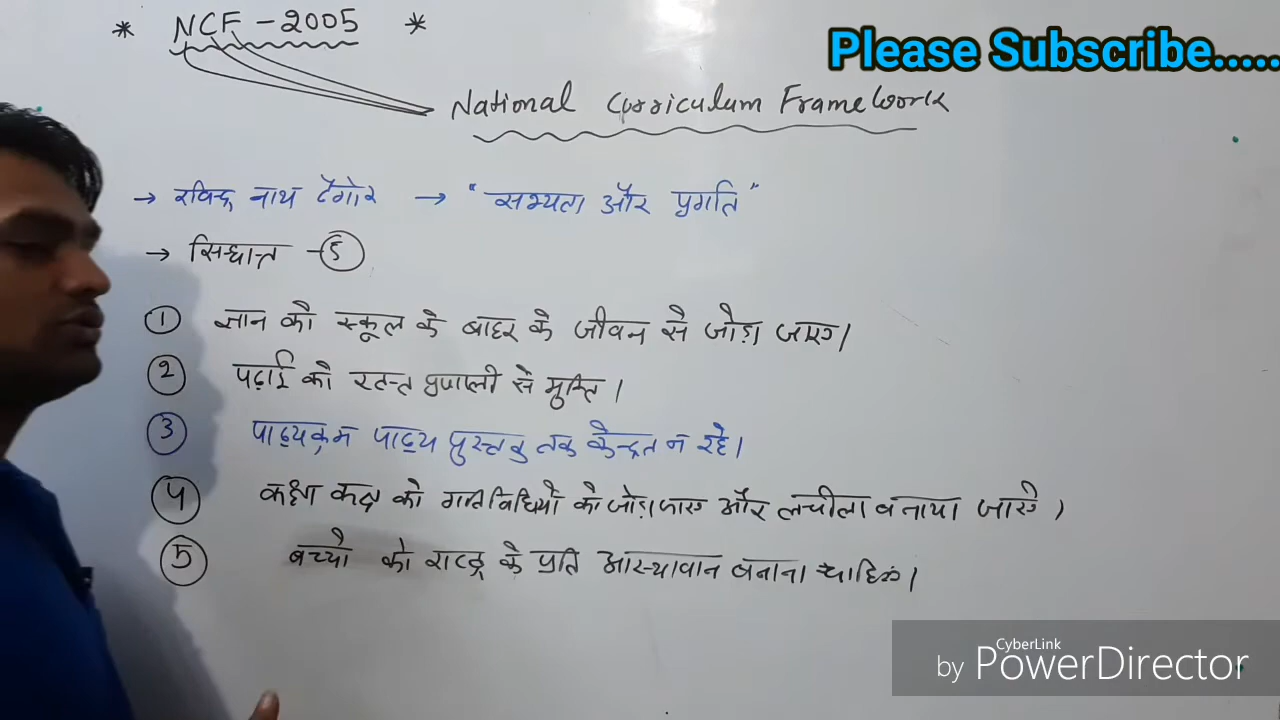 * NCF - 2005 *
Please Subscribe.....
National Curriculum Framework
→ रविन्द्र नाथ टैगोर → "सभ्यता और प्रगति"
→ सिद्धान्त - 5
1 ज्ञान को स्कूल के बाहर के जीवन से जोड़ा जाए।
2 पढ़ाई को रटन्त प्रणाली से मुक्ति।
3 पाठ्यक्रम पाठ्य पुस्तक तक केन्द्रित न रहे।
4 कक्षा कक्ष को गतिविधियों को जोड़ा जाए और लचीला बनाया जाऐ।
5 बच्चो को राष्ट्र के प्रति आस्थावान बनाना चाहिए।
CyberLink
by PowerDirector